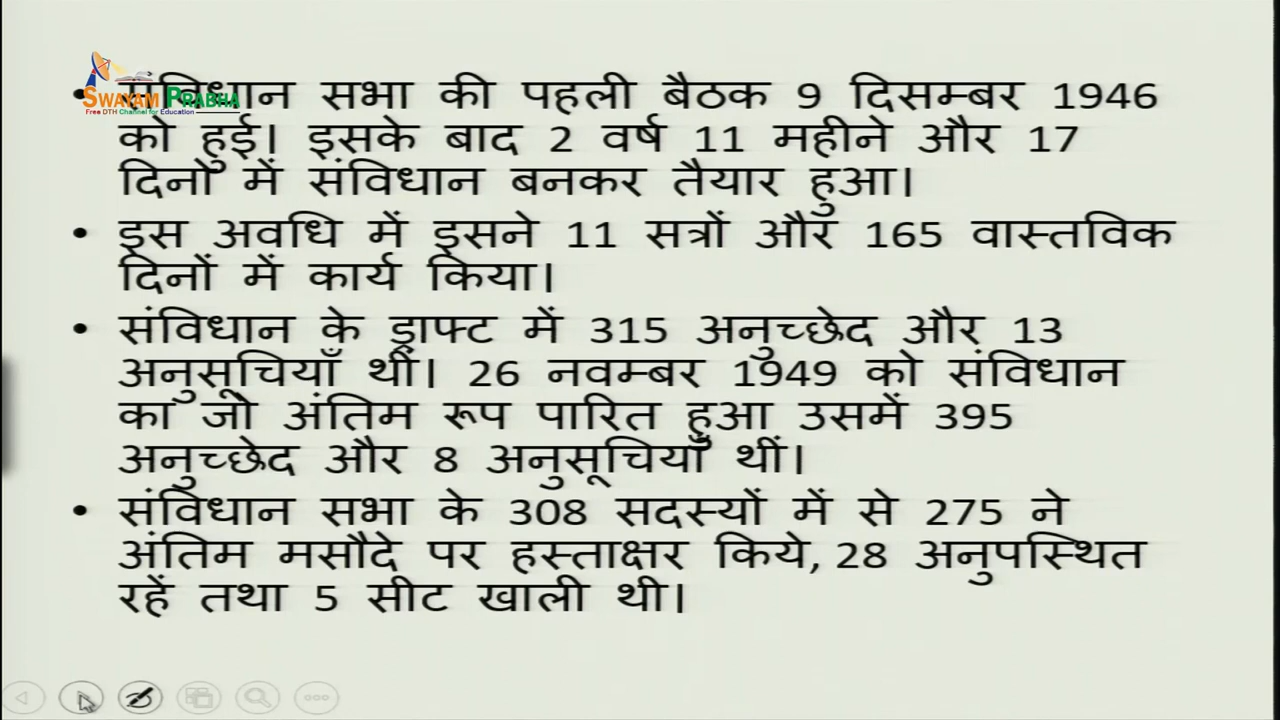 SWAYAM PRABHA
Free DTH Channel for Education
• संविधान सभा की पहली बैठक 9 दिसम्बर 1946
को हुई। इसके बाद 2 वर्ष 11 महीने और 17
दिनों में संविधान बनकर तैयार हुआ।
• इस अवधि में इसने 11 सत्रों और 165 वास्तविक
दिनों में कार्य किया।
• संविधान के ड्राफ्ट में 315 अनुच्छेद और 13
अनुसूचियाँ थीं। 26 नवम्बर 1949 को संविधान
का जो अंतिम रूप पारित हुआ उसमें 395
अनुच्छेद और 8 अनुसूचियाँ थीं।
• संविधान सभा के 308 सदस्यों में से 275 ने
अंतिम मसौदे पर हस्ताक्षर किये, 28 अनुपस्थित
रहें तथा 5 सीट खाली थी।